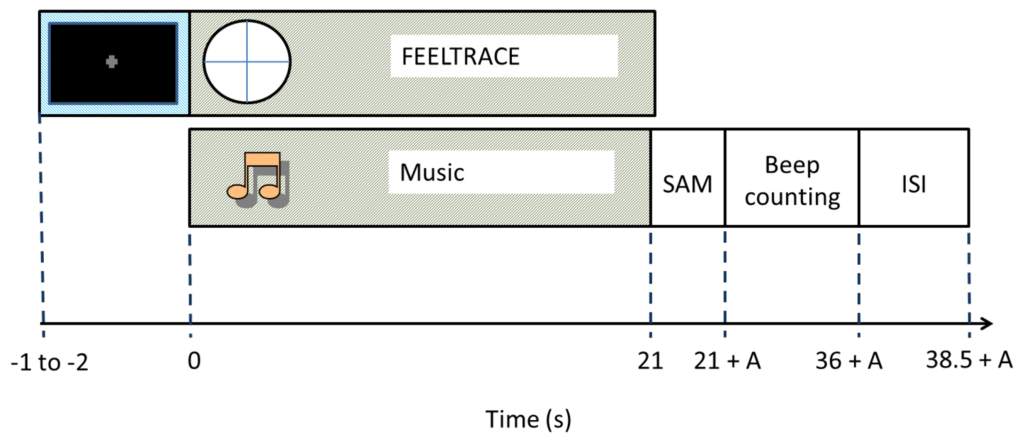 FEELTRACE
Music
SAM
Beep
counting
ISI
-1 to -2
0
21
21 + A
36 + A
38.5 + A
Time (s)